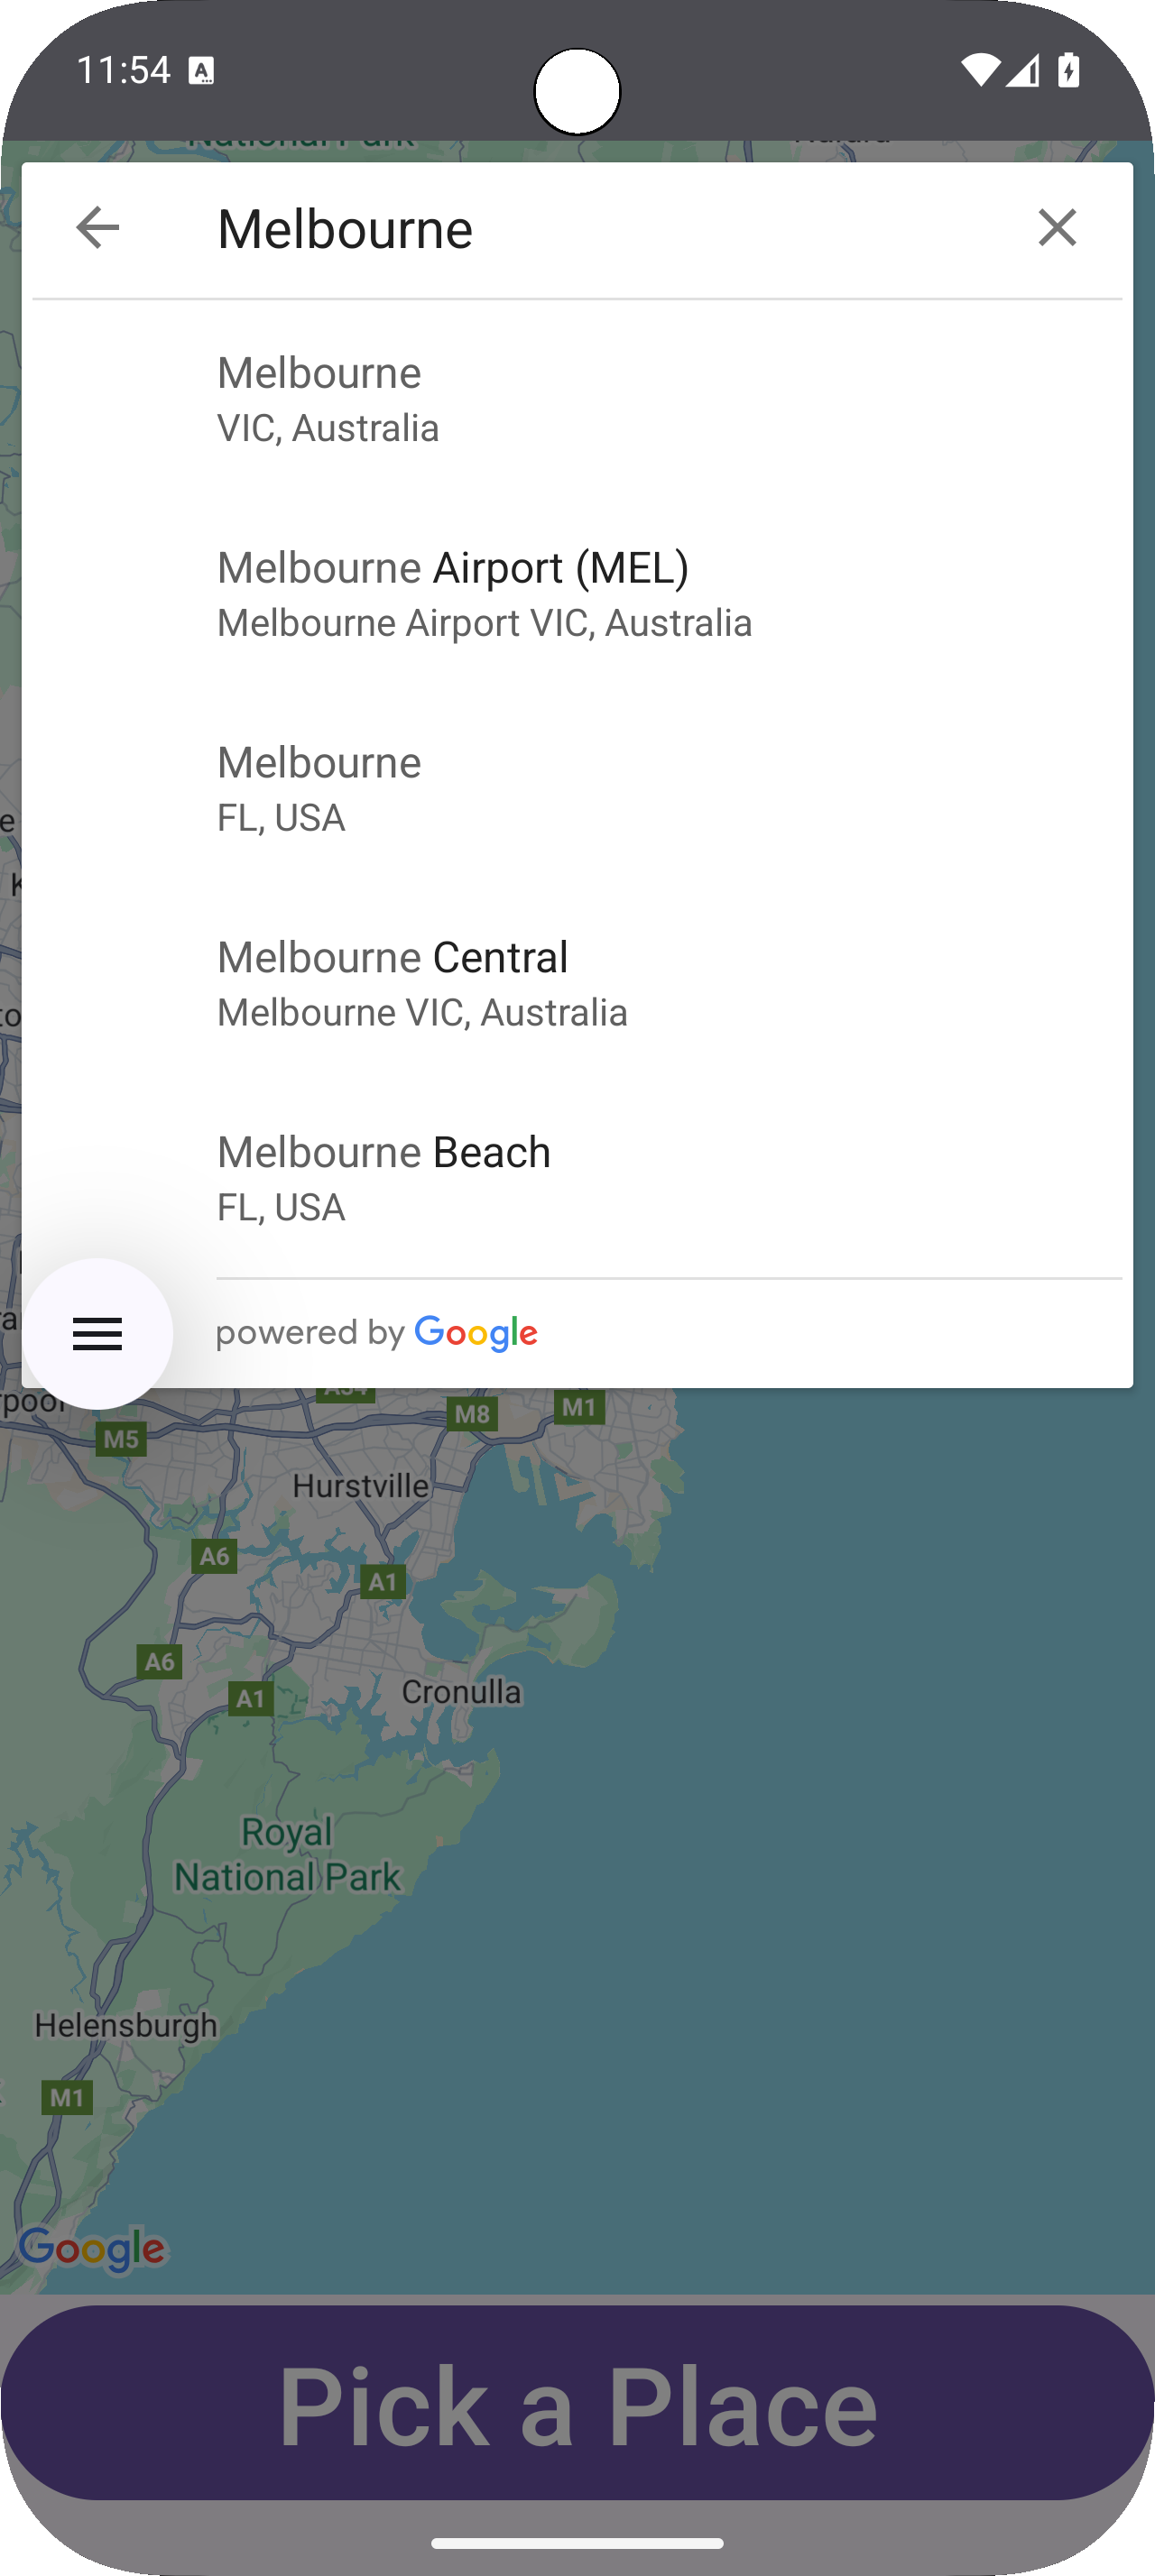 11:54
Melbourne
Melbourne
VIC, Australia
Melbourne Airport (MEL)
Melbourne Airport VIC, Australia
Melbourne
FL, USA
Melbourne Central
Melbourne VIC, Australia
Melbourne Beach
FL, USA
powered by Google
M8
M1
M5
Hurstville
A6
A1
A6
A1
Cronulla
Royal
National Park
Helensburgh
M1
Google
Pick a Place